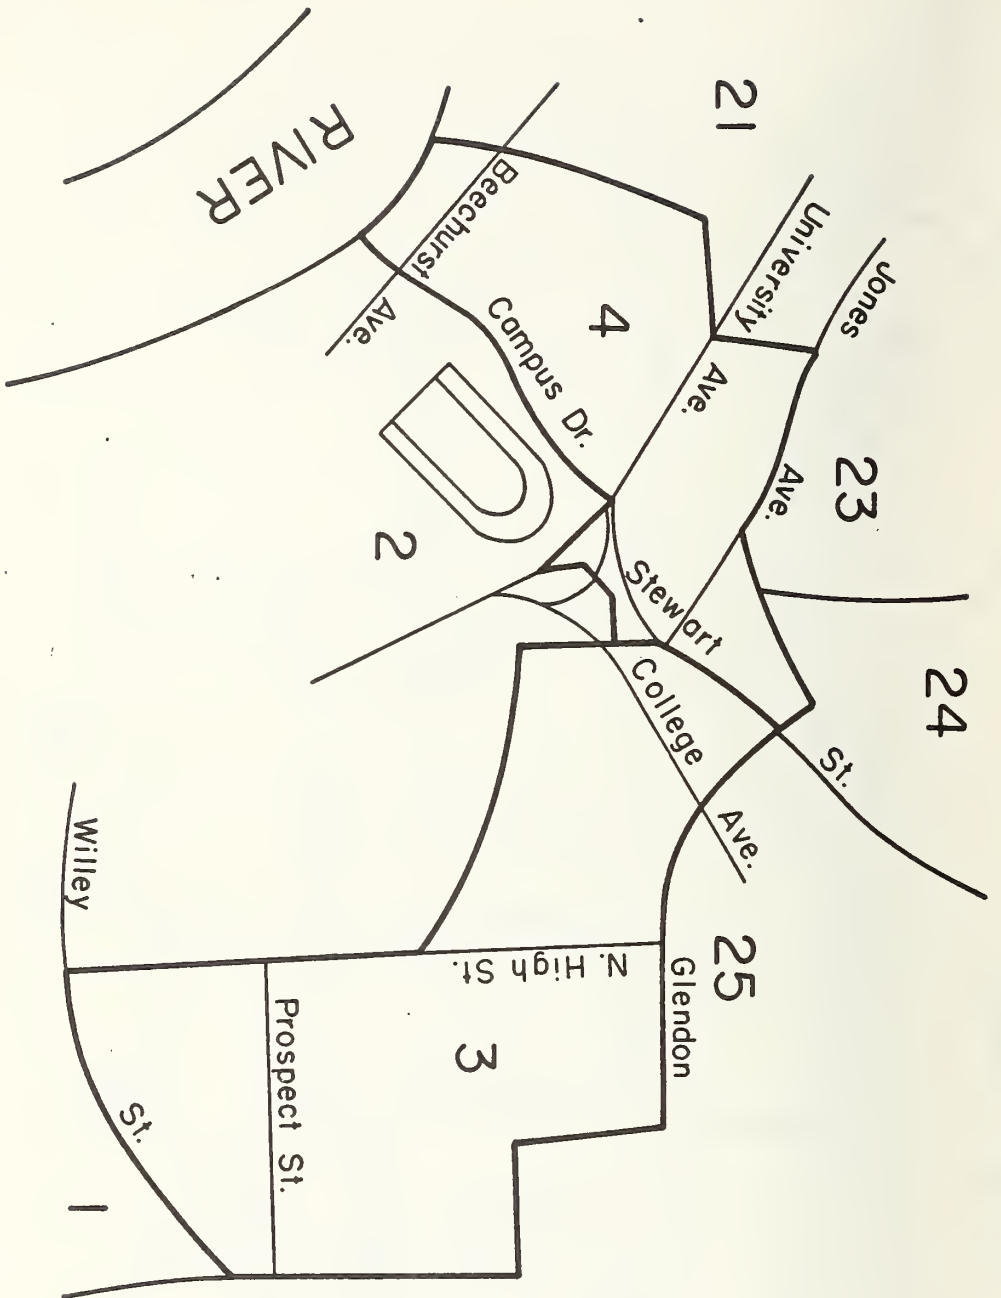 21
RIVER
Beechurst Ave.
University Ave.
Jones Ave.
4
Campus Dr.
23
2
Stewart St.
24
College Ave.
Willey St.
N. High St.
25
Glendon
3
Prospect St.
1